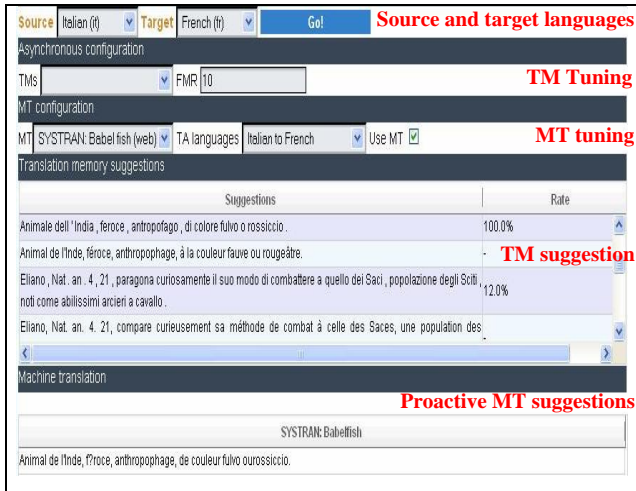 Source Italian (it) Target French (fr) Go! Source and target languages
Asynchronous configuration
TMs FMR 10 TM Tuning
MT configuration
MT SYSTRAN: Babel fish (web) TA languages Italian to French Use MT MT tuning
Translation memory suggestions
Suggestions Rate
Animale dell 'India , feroce , antropofago , di colore fulvo o rossiccio . 100.0%
Animal de l'Inde, féroce, anthropophage, à la couleur fauve ou rougeâtre. - TM suggestion
Eliano , Nat. an . 4 , 21 , paragona curiosamente il suo modo di combattere a quello dei Saci , popolazione degli Sciti ,
noti come abilissimi arcieri a cavallo . 12.0%
Eliano, Nat. an. 4. 21, compare curieusement sa méthode de combat à celle des Saces, une population des -
Machine translation
Proactive MT suggestions
SYSTRAN: Babelfish
Animal de l'Inde, f?roce, anthropophage, de couleur fulvo ourossiccio.